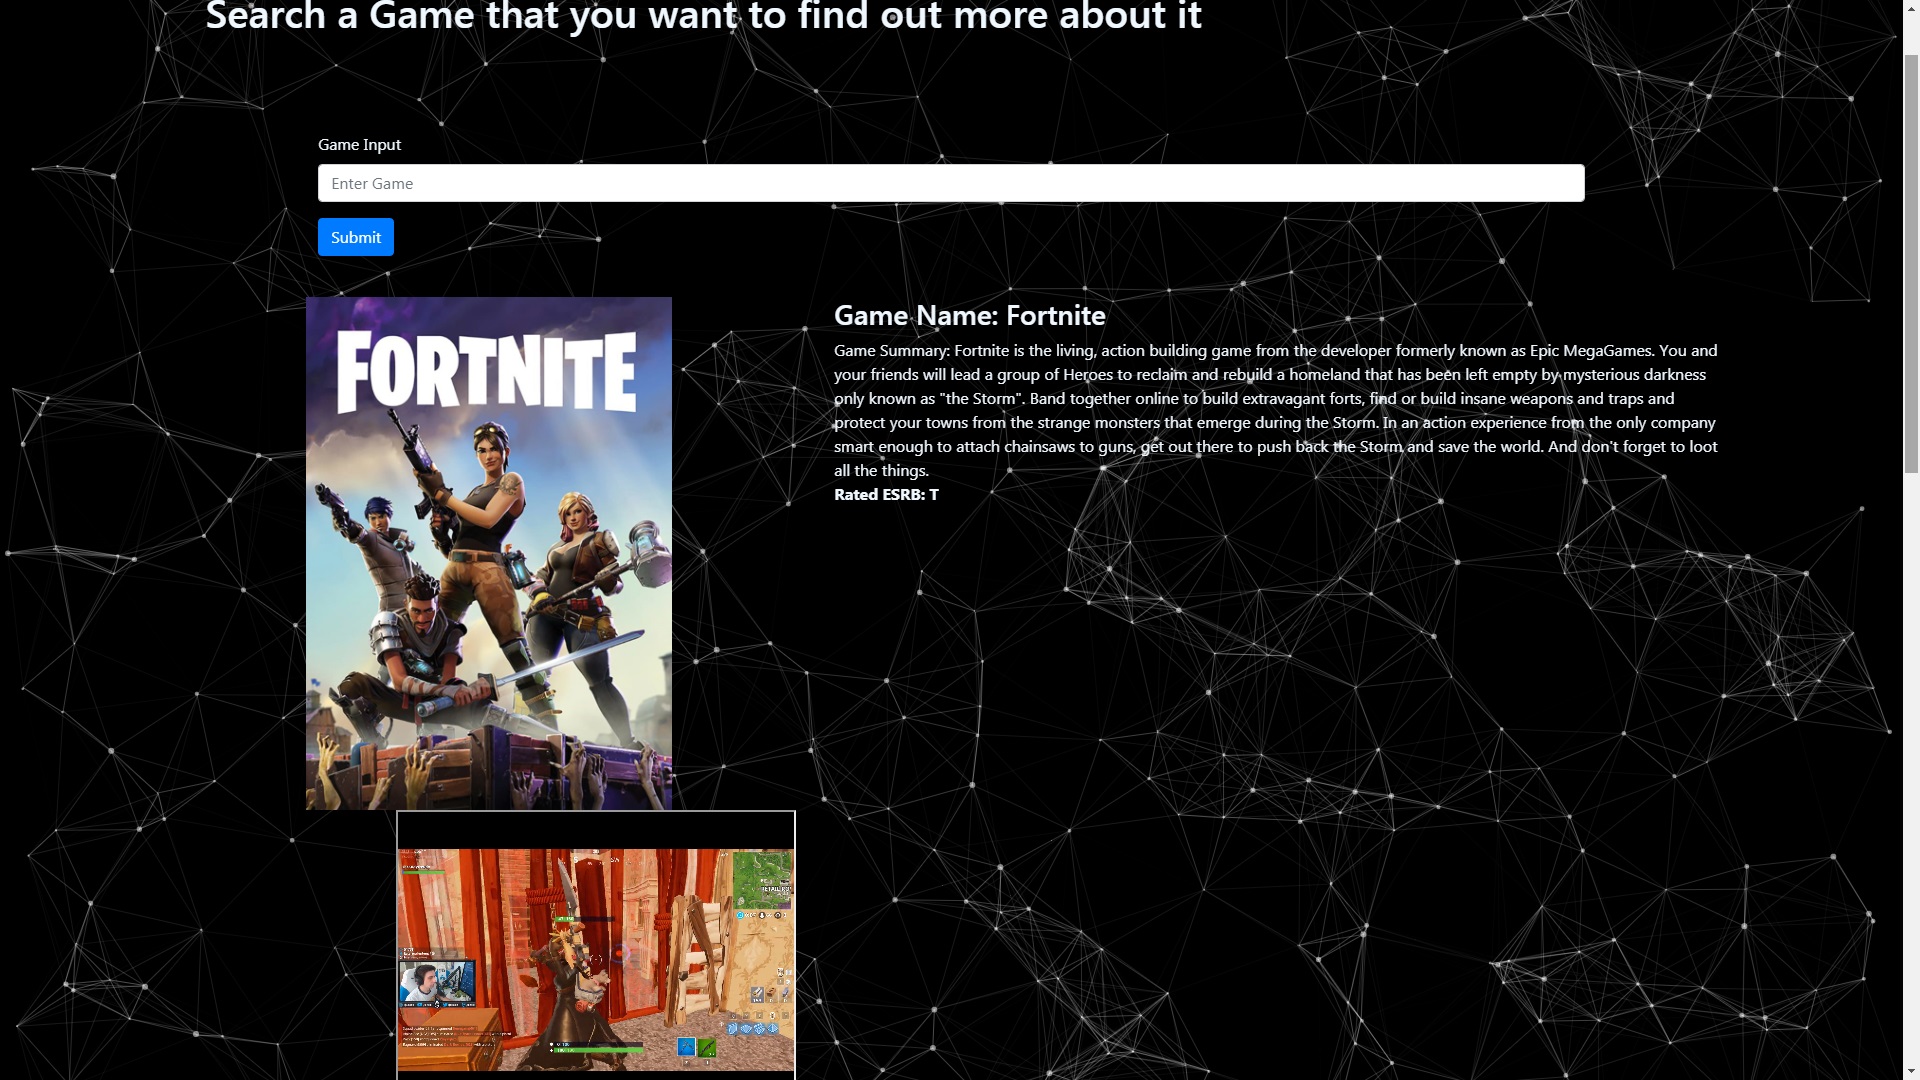 Search a Game that you want to find out more about it
Game Input
Enter Game
Submit
FORTNITE
Game Name: Fortnite
Game Summary: Fortnite is the living, action building game from the developer formerly known as Epic MegaGames. You and
your friends will lead a group of Heroes to reclaim and rebuild a homeland that has been left empty by mysterious darkness
only known as "the Storm". Band together online to build extravagant forts, find or build insane weapons and traps and
protect your towns from the strange monsters that emerge during the Storm. In an action experience from the only company
smart enough to attach chainsaws to guns, get out there to push back the Storm and save the world. And don't forget to loot
all the things.
Rated ESRB: T